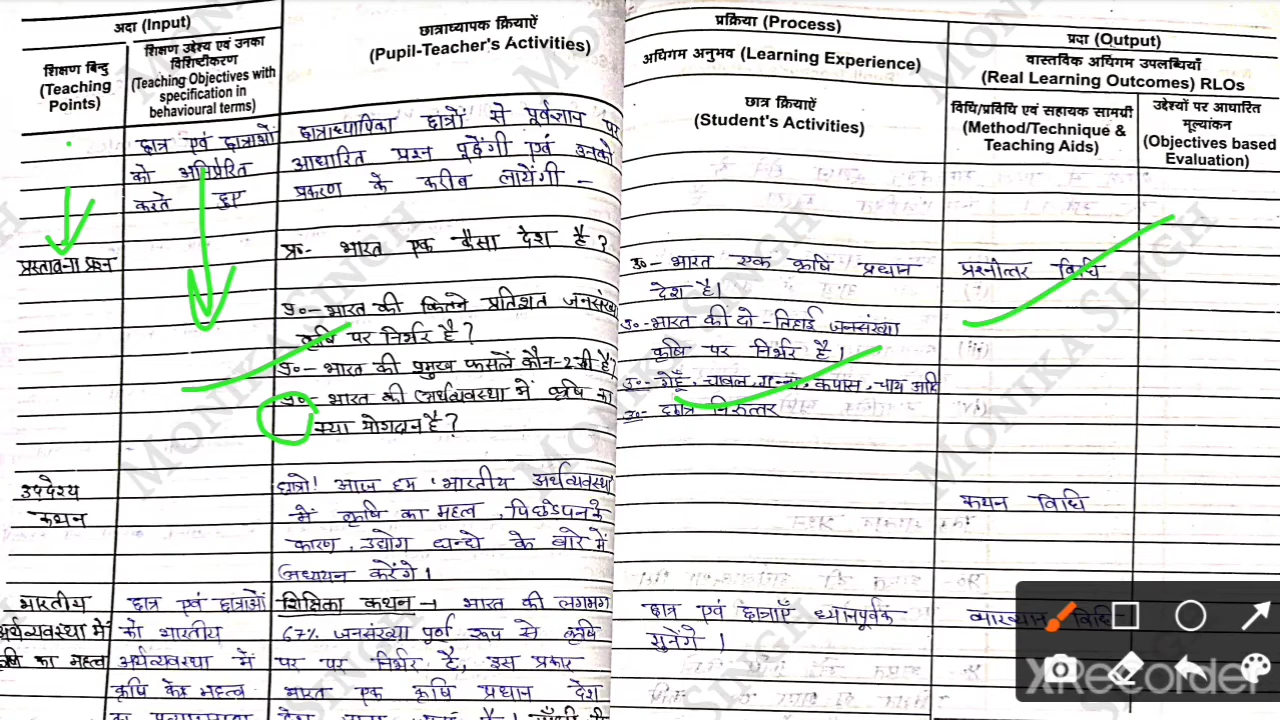 अदा (Input)
शिक्षण बिन्दु
(Teaching
Points)
शिक्षण उद्देश्य एवं उनका
विशिष्टीकरण
(Teaching Objectives with
specification in
behavioural terms)
छात्राध्यापक क्रियाऐं
(Pupil-Teacher's Activities)
प्रक्रिया (Process)
अधिगम अनुभव (Learning Experience)
छात्र क्रियाऐं
(Student's Activities)
प्रदा (Output)
वास्तविक अधिगम उपलब्धियाँ
(Real Learning Outcomes) RLOs
विधि/प्रविधि एवं सहायक सामग्री
(Method/Technique &
Teaching Aids)
उद्देश्यों पर आधारित
मूल्यांकन
(Objectives based
Evaluation)
छात्र एवं छात्राओं
को अभिप्रेरित
करते हुए
छात्राध्यापिका छात्रों से पूर्वज्ञान पर
आधारित प्रश्न पूछेंगी एवं उनको
प्रकरण के करीब लायेंगी –
प्रस्तावना प्रश्न
प्र०- भारत एक कैसा देश है ?
उ०- भारत एक कृषि प्रधान
देश है।
प्रश्नोत्तर विधि
प्र०- भारत की कितने प्रतिशत जनसंख्या
कृषि पर निर्भर है ?
उ०- भारत की दो - तिहाई जनसंख्या
कृषि पर निर्भर है।
प्र०- भारत की प्रमुख फसलें कौन-2 सी है।
उ०- गेहूँ, चावल, गन्ना, कपास, चाय आदि
प्र०- भारत की अर्थव्यवस्था में कृषि का
क्या योगदान है ?
उ०- छात्र निरुत्तर
उद्देश्य
कथन
छात्रों! आज हम 'भारतीय अर्थव्यवस्था
में कृषि का महत्व, पिछडेपन के
कारण, उद्योग धन्धो के बारे में
अध्ययन करेंगे।
कथन विधि
भारतीय
अर्थव्यवस्था में
कृषि का महत्व
छात्र एवं छात्राओं
को भारतीय
अर्थव्यवस्था में
कृषि के महत्व
शिक्षिका कथन → भारत की लगभग
67% जनसंख्या पूर्ण रूप से कृषि
पर पर निर्भर है, इस प्रकार
भारत एक कृषि प्रधान देश
छात्र एवं छात्राएँ ध्यानपूर्वक
सुनेंगे।
व्याख्यान विधि-
MONIKA SINGH
MONIKA SINGH
XRecorder